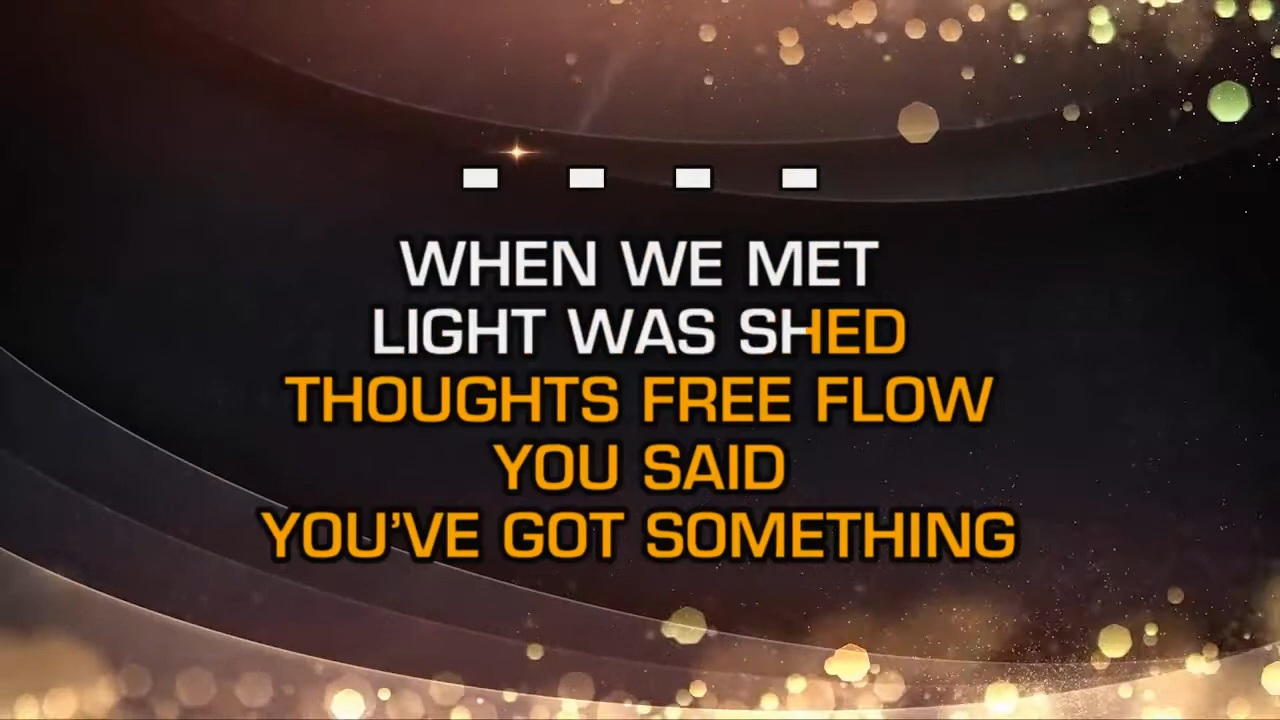 WHEN WE MET
LIGHT WAS SHED
THOUGHTS FREE FLOW
YOU SAID
YOU'VE GOT SOMETHING